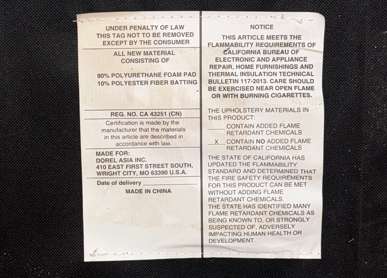 UNDER PENALTY OF LAW
THIS TAG NOT TO BE REMOVED
EXCEPT BY THE CONSUMER
ALL NEW MATERIAL
CONSISTING OF
90% POLYURETHANE FOAM PAD
10% POLYESTER FIBER BATTING
REG. NO. CA 43251 (CN)
Certification is made by the
manufacturer that the materials
in this article are described in
accordance with law.
MADE FOR:
DOREL ASIA INC.
410 EAST FIRST STREET SOUTH,
WRIGHT CITY, MO 63390 U.S.A.
Date of delivery
MADE IN CHINA
NOTICE
THIS ARTICLE MEETS THE
FLAMMABILITY REQUIREMENTS OF
CALIFORNIA BUREAU OF
ELECTRONIC AND APPLIANCE
REPAIR, HOME FURNISHINGS AND
THERMAL INSULATION TECHNICAL
BULLETIN 117-2013. CARE SHOULD
BE EXERCISED NEAR OPEN FLAME
OR WITH BURNING CIGARETTES.
THE UPHOLSTERY MATERIALS IN
THIS PRODUCT:
CONTAIN ADDED FLAME
RETARDANT CHEMICALS
X CONTAIN NO ADDED FLAME
RETARDANT CHEMICALS
THE STATE OF CALIFORNIA HAS
UPDATED THE FLAMMABILITY
STANDARD AND DETERMINED THAT
THE FIRE SAFETY REQUIREMENTS
FOR THIS PRODUCT CAN BE MET
WITHOUT ADDING FLAME
RETARDANT CHEMICALS.
THE STATE HAS IDENTIFIED MANY
FLAME RETARDANT CHEMICALS AS
BEING KNOWN TO, OR STRONGLY
SUSPECTED OF, ADVERSELY
IMPACTING HUMAN HEALTH OR
DEVELOPMENT